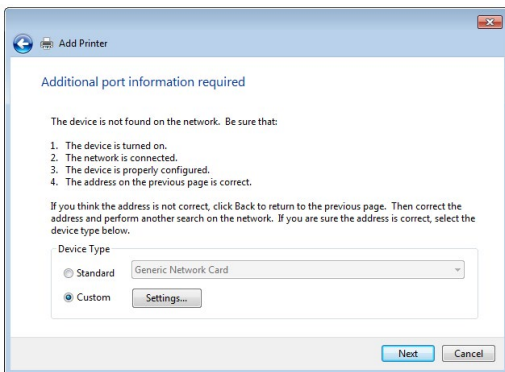 Add Printer
Additional port information required
The device is not found on the network. Be sure that:
1. The device is turned on.
2. The network is connected.
3. The device is properly configured.
4. The address on the previous page is correct.
If you think the address is not correct, click Back to return to the previous page. Then correct the
address and perform another search on the network. If you are sure the address is correct, select the
device type below.
Device Type
Standard
Generic Network Card
Custom
Settings...
Next
Cancel